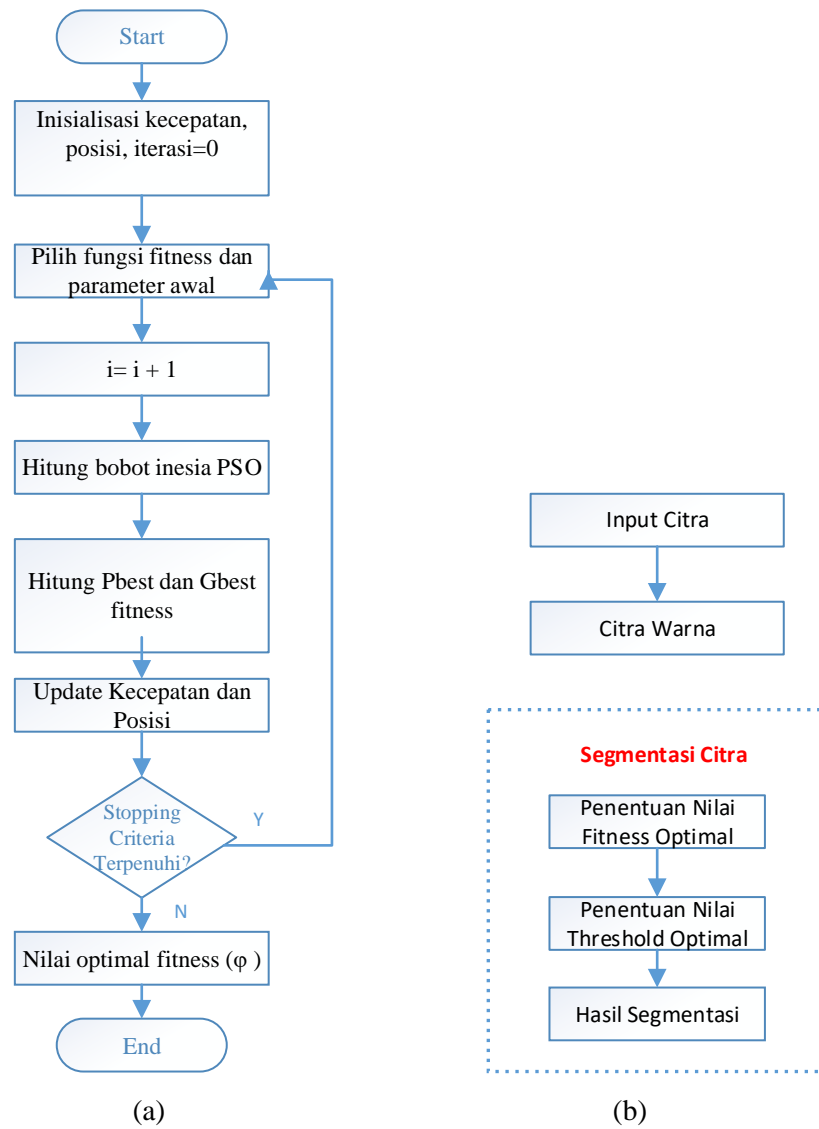 Start
Inisialisasi kecepatan,
posisi, iterasi=0
Pilih fungsi fitness dan
parameter awal
i= i + 1
Hitung bobot inesia PSO
Hitung Pbest dan Gbest
fitness
Update Kecepatan dan
Posisi
Stopping
Criteria
Terpenuhi?
Y
N
Nilai optimal fitness (φ )
End
(a)
Input Citra
Citra Warna
Segmentasi Citra
Penentuan Nilai
Fitness Optimal
Penentuan Nilai
Threshold Optimal
Hasil Segmentasi
(b)